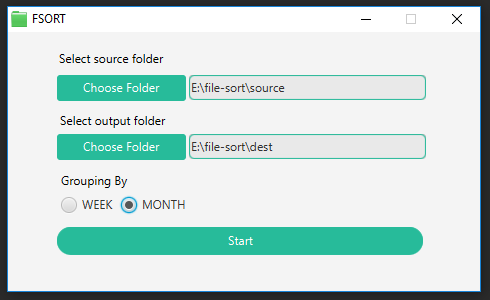 FSORT
Select source folder
Choose Folder E:\file-sort\source
Select output folder
Choose Folder E:\file-sort\dest
Grouping By
WEEK MONTH
Start